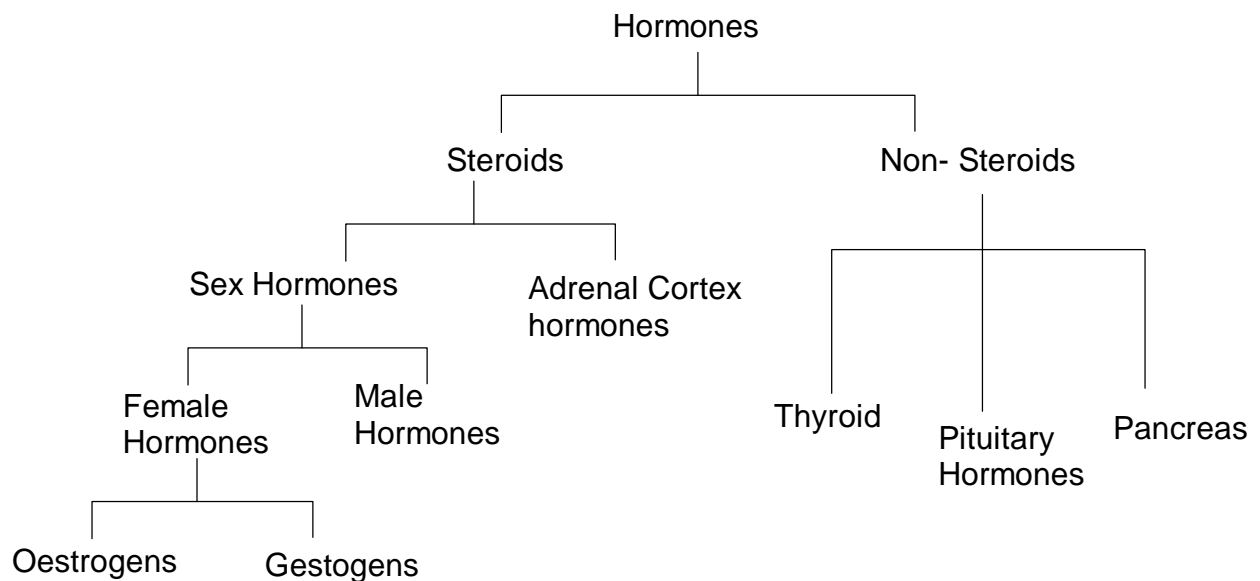 Hormones
Steroids
Non- Steroids
Sex Hormones
Adrenal Cortex
hormones
Female
Hormones
Male
Hormones
Thyroid
Pituitary
Hormones
Pancreas
Oestrogens
Gestogens